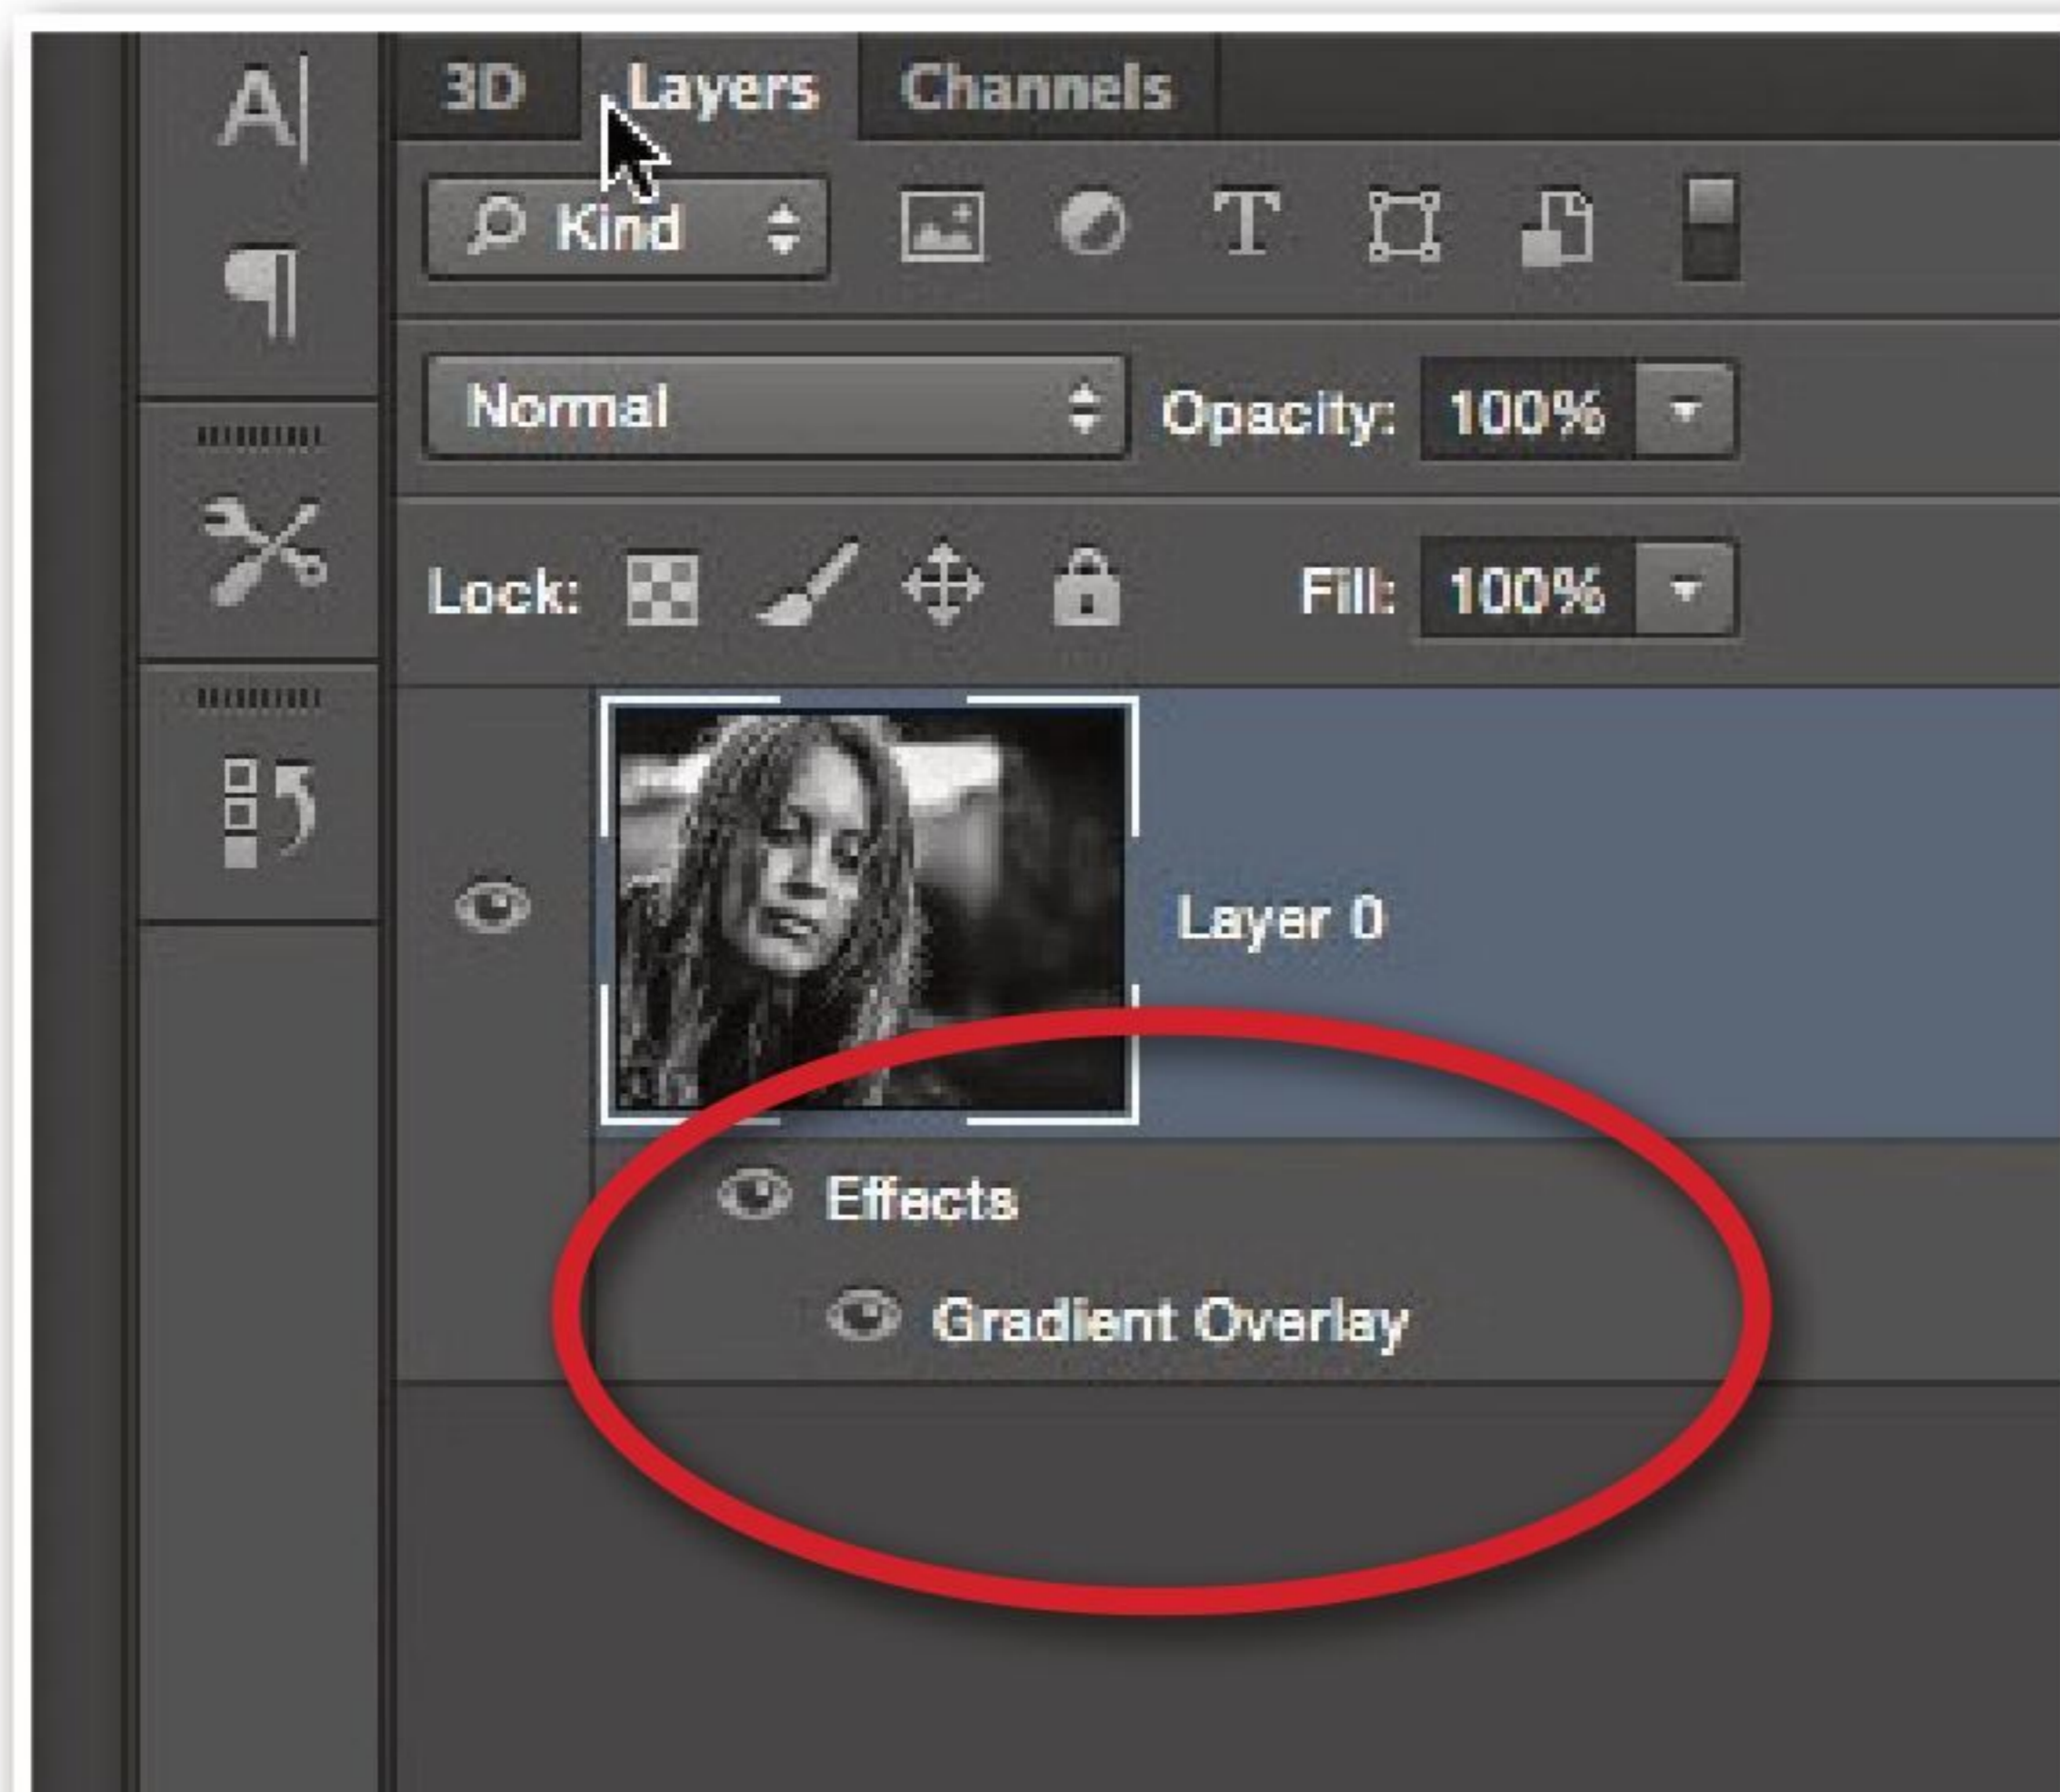 3D Layers Channels
Kind
Normal Opacity: 100%
Lock: Fill: 100%
Layer 0
Effects
Gradient Overlay